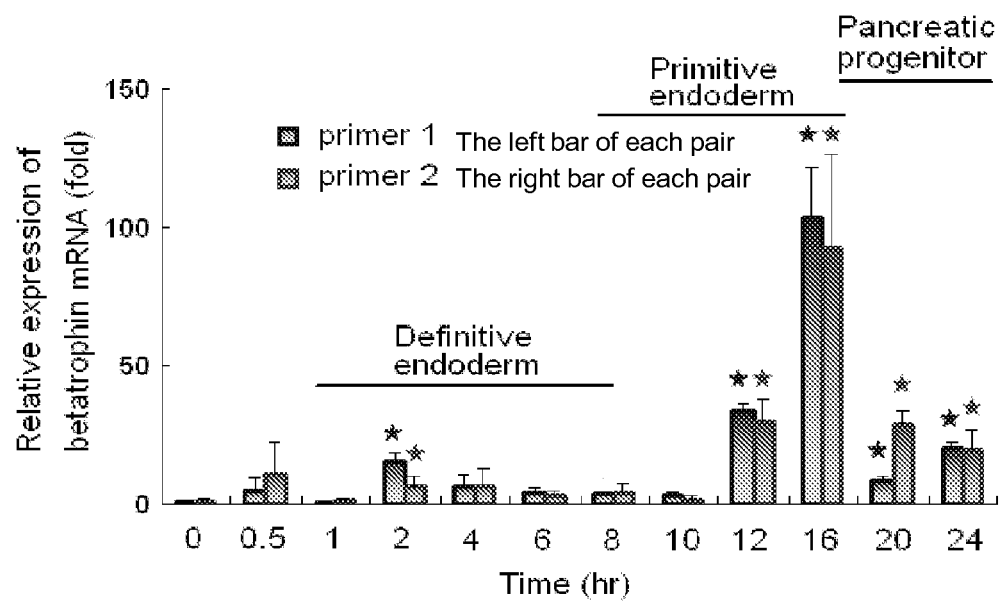 Pancreatic
progenitor
Primitive
endoderm
150
primer 1 The left bar of each pair
primer 2 The right bar of each pair
100
Definitive
endoderm
50
0
Relative expression of
betatrophin mRNA (fold)
0 0.5 1 2 4 6 8 10 12 16 20 24
Time (hr)